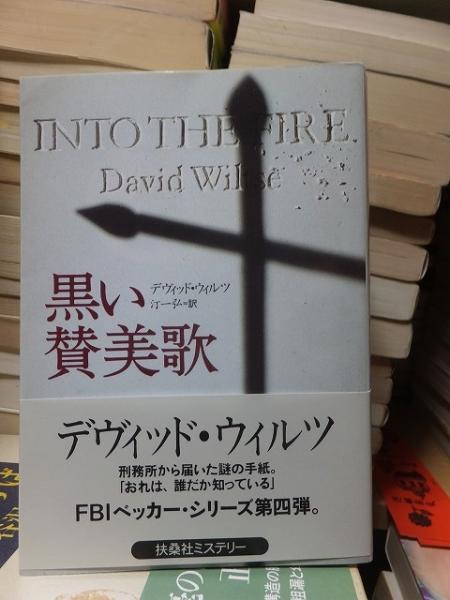 INTO THE FIRE
David Wiltse
デヴィッド・ウィルツ
汀一弘=訳
黒い
賛美歌
デヴィッド・ウィルツ
刑務所から届いた謎の手紙。
「おれは、誰だか知っている」
FBIベッカー・シリーズ第四弾。
扶桑社ミステリー